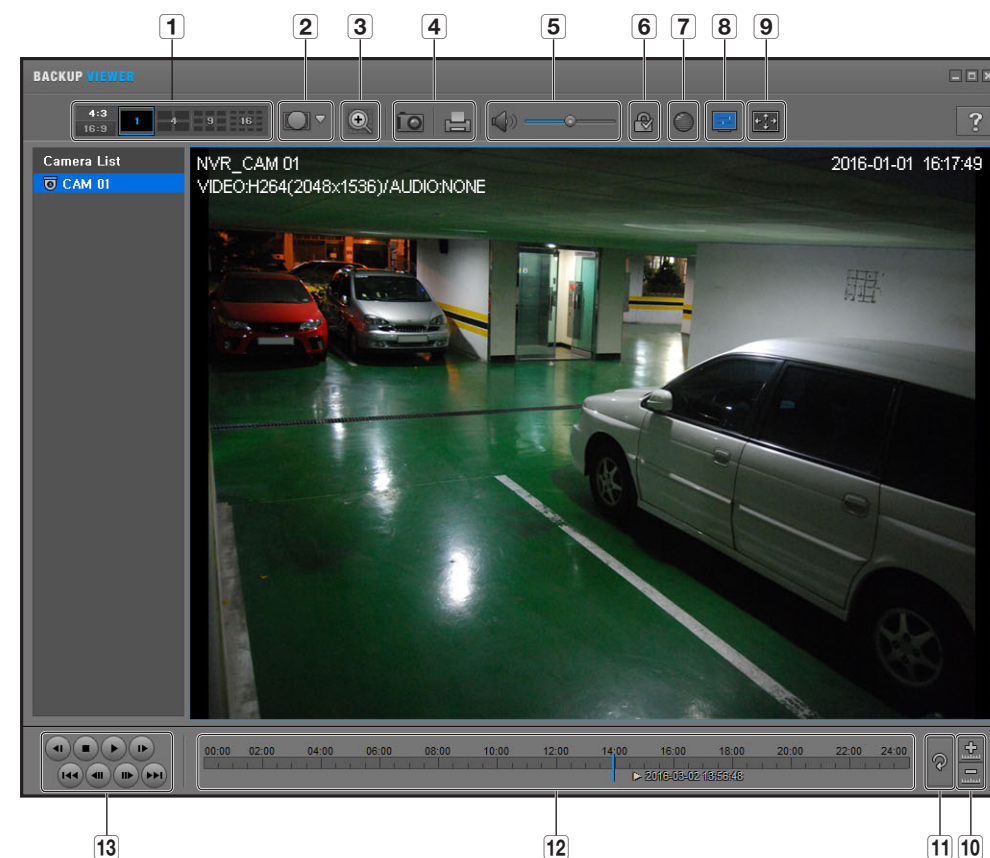 1 2 3 4 5 6 7 8 9
BACKUP VIEWER
4:3
16:9
1 4 9 16
?
Camera List
CAM 01
NVR_CAM 01
2016-01-01 16:17:49
VIDEO:H264(2048x1536)/AUDIO:NONE
00:00 02:00 04:00 06:00 08:00 10:00 12:00 14:00 16:00 18:00 20:00 22:00 24:00
2016-03-02 13:53:48
13 12 11 10